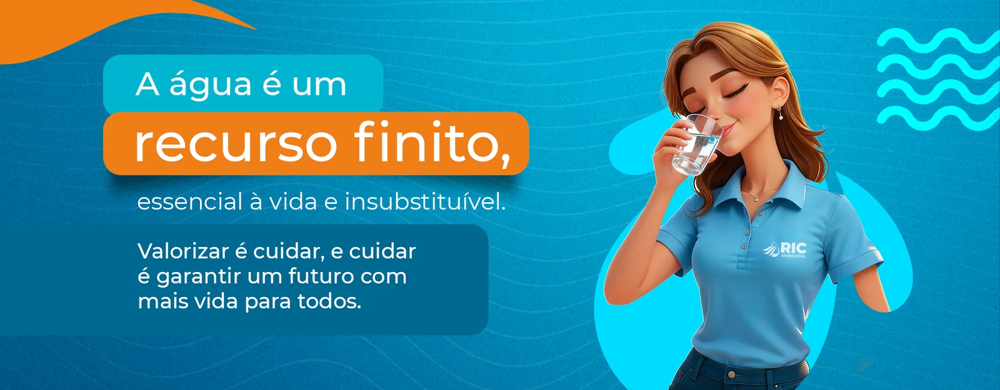 A água é um
recurso finito,
essencial à vida e insubstituível.
Valorizar é cuidar, e cuidar
é garantir um futuro com
mais vida para todos.
RIC
AMBIENTAL